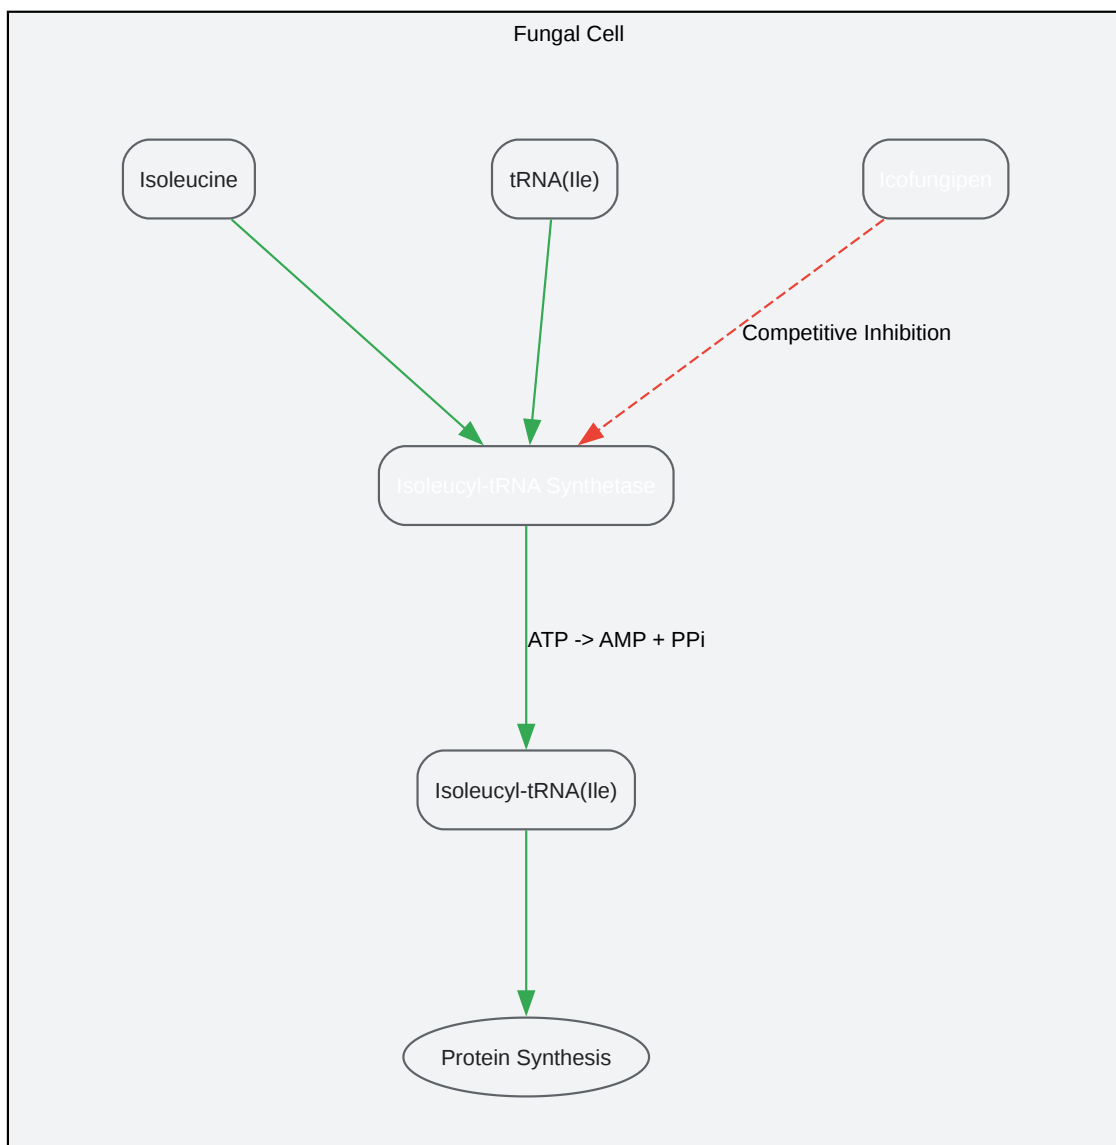 Fungal Cell
Isoleucine
tRNA(Ile)
Icofungipen
Competitive Inhibition
Isoleucyl-tRNA Synthetase
ATP -> AMP + PPi
Isoleucyl-tRNA(Ile)
Protein Synthesis